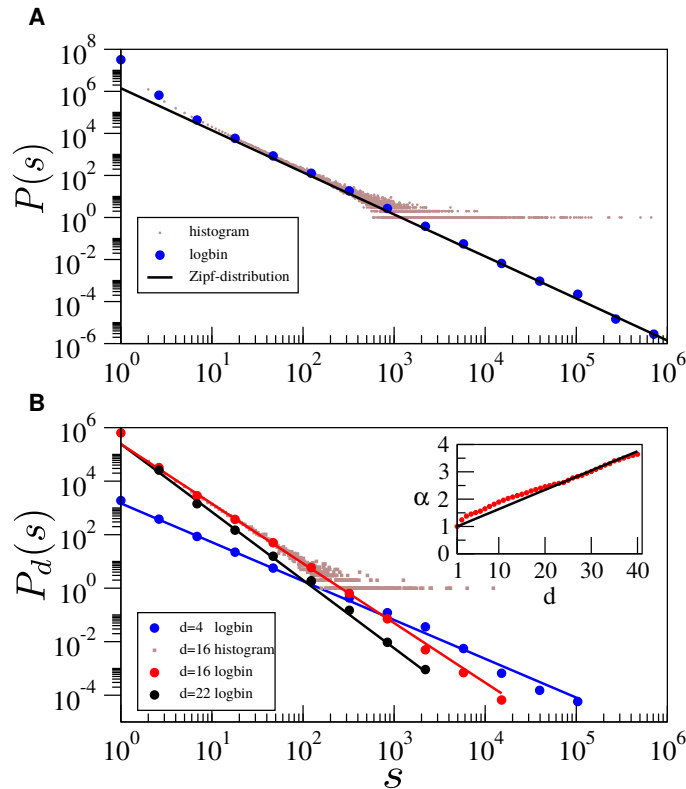 A
P(s)
10^8
10^6
10^4
10^2
10^0
10^-2
10^-4
10^-6
histogram
logbin
Zipf-distribution
10^0 10^1 10^2 10^3 10^4 10^5 10^6
B
P_d(s)
10^6
10^4
10^2
10^0
10^-2
10^-4
α
4
3
2
1
0
1 10 20 30 40
d
d=4 logbin
d=16 histogram
d=16 logbin
d=22 logbin
10^0 10^1 10^2 10^3 10^4 10^5 10^6
s